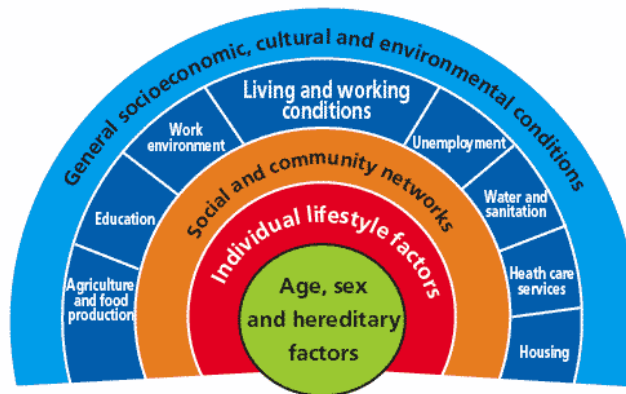 General socioeconomic, cultural and environmental conditions
Living and working
conditions
Work
environment
Unemployment
Education
Water and
sanitation
Agriculture
and food
production
Heath care
services
Housing
Social and community networks
Individual lifestyle factors
Age, sex
and hereditary
factors